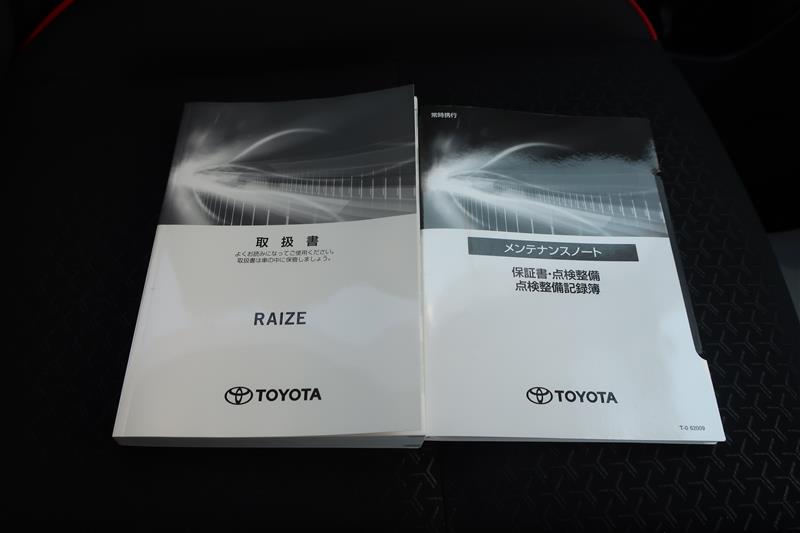 取扱書
よくお読みになってご使用ください。
取扱書は車の中に保管しましょう。
RAIZE
TOYOTA
常時携行
メンテナンスノート
保証書・点検整備
点検整備記録簿
TOYOTA
T-0 62009